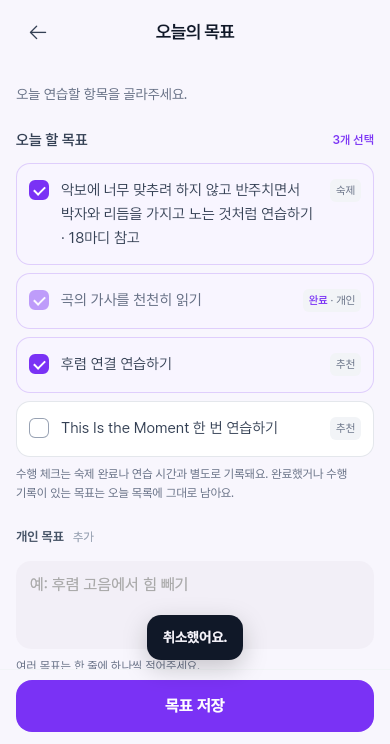 오늘의 목표
오늘 연습할 항목을 골라주세요.
오늘 할 목표
3개 선택
악보에 너무 맞추려 하지 않고 반주치면서
박자와 리듬을 가지고 노는 것처럼 연습하기
· 18마디 참고
숙제
곡의 가사를 천천히 읽기
완료 · 개인
후렴 연결 연습하기
추천
This Is the Moment 한 번 연습하기
추천
수행 체크는 숙제 완료나 연습 시간과 별도로 기록돼요. 완료했거나 수행
기록이 있는 목표는 오늘 목록에 그대로 남아요.
개인 목표 추가
예: 후렴 고음에서 힘 빼기
취소했어요.
여러 목표는 한 줄에 하나씩 적어주세요.
목표 저장